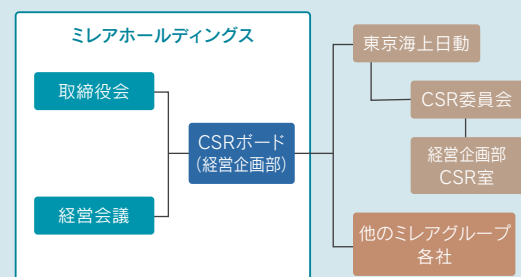 ミレアホールディングス
取締役会
CSRボード
(経営企画部)
経営会議
東京海上日動
CSR委員会
経営企画部
CSR室
他のミレアグループ
各社